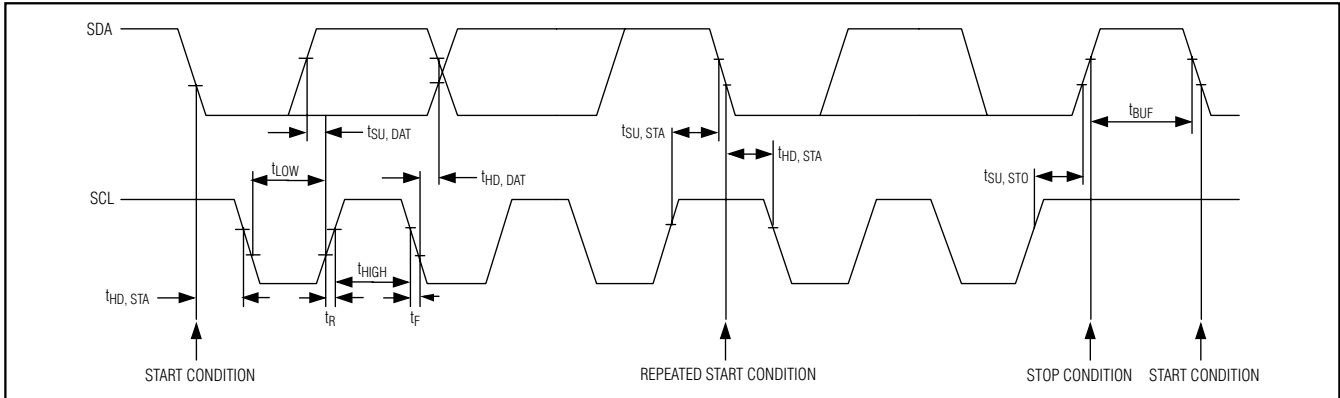 SDA
tSU, DAT
tLOW
tHD, DAT
tSU, STA
tHD, STA
tBUF
tSU, STO
SCL
tHIGH
tHD, STA
tR
tF
START CONDITION
REPEATED START CONDITION
STOP CONDITION
START CONDITION